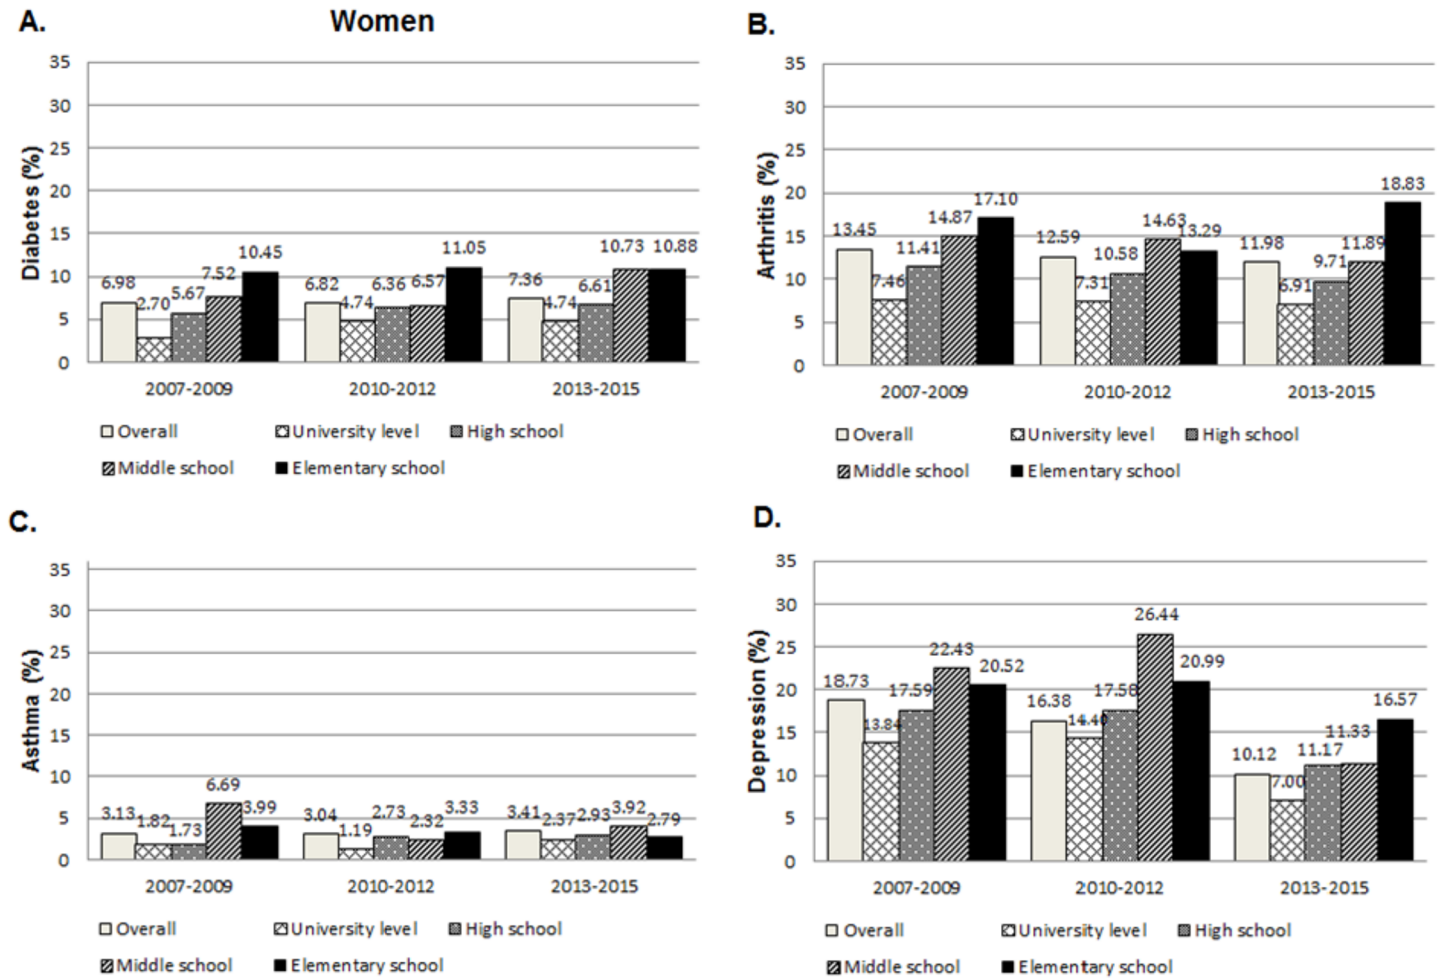 A.
Women
35
30
25
20
15
10
5
0
Diabetes (%)
6.98 2.70 5.67 7.52 10.45
6.82 4.74 6.36 6.57 11.05
7.36 4.74 6.61 10.73 10.88
2007-2009 2010-2012 2013-2015
Overall University level High school
Middle school Elementary school
B.
35
30
25
20
15
10
5
0
Arthritis (%)
13.45 7.46 11.41 14.87 17.10
12.59 7.31 10.58 14.63 13.29
11.98 6.91 9.71 11.89 18.83
2007-2009 2010-2012 2013-2015
Overall University level High school
Middle school Elementary school
C.
35
30
25
20
15
10
5
0
Asthma (%)
3.13 1.82 1.73 6.69 3.99
3.04 1.19 2.73 2.32 3.33
3.41 2.37 2.93 3.92 2.79
2007-2009 2010-2012 2013-2015
Overall University level High school
Middle school Elementary school
D.
35
30
25
20
15
10
5
0
Depression (%)
18.73 13.84 17.59 22.43 20.52
16.38 14.40 17.58 26.44 20.99
10.12 7.00 11.17 11.33 16.57
2007-2009 2010-2012 2013-2015
Overall University level High school
Middle school Elementary school